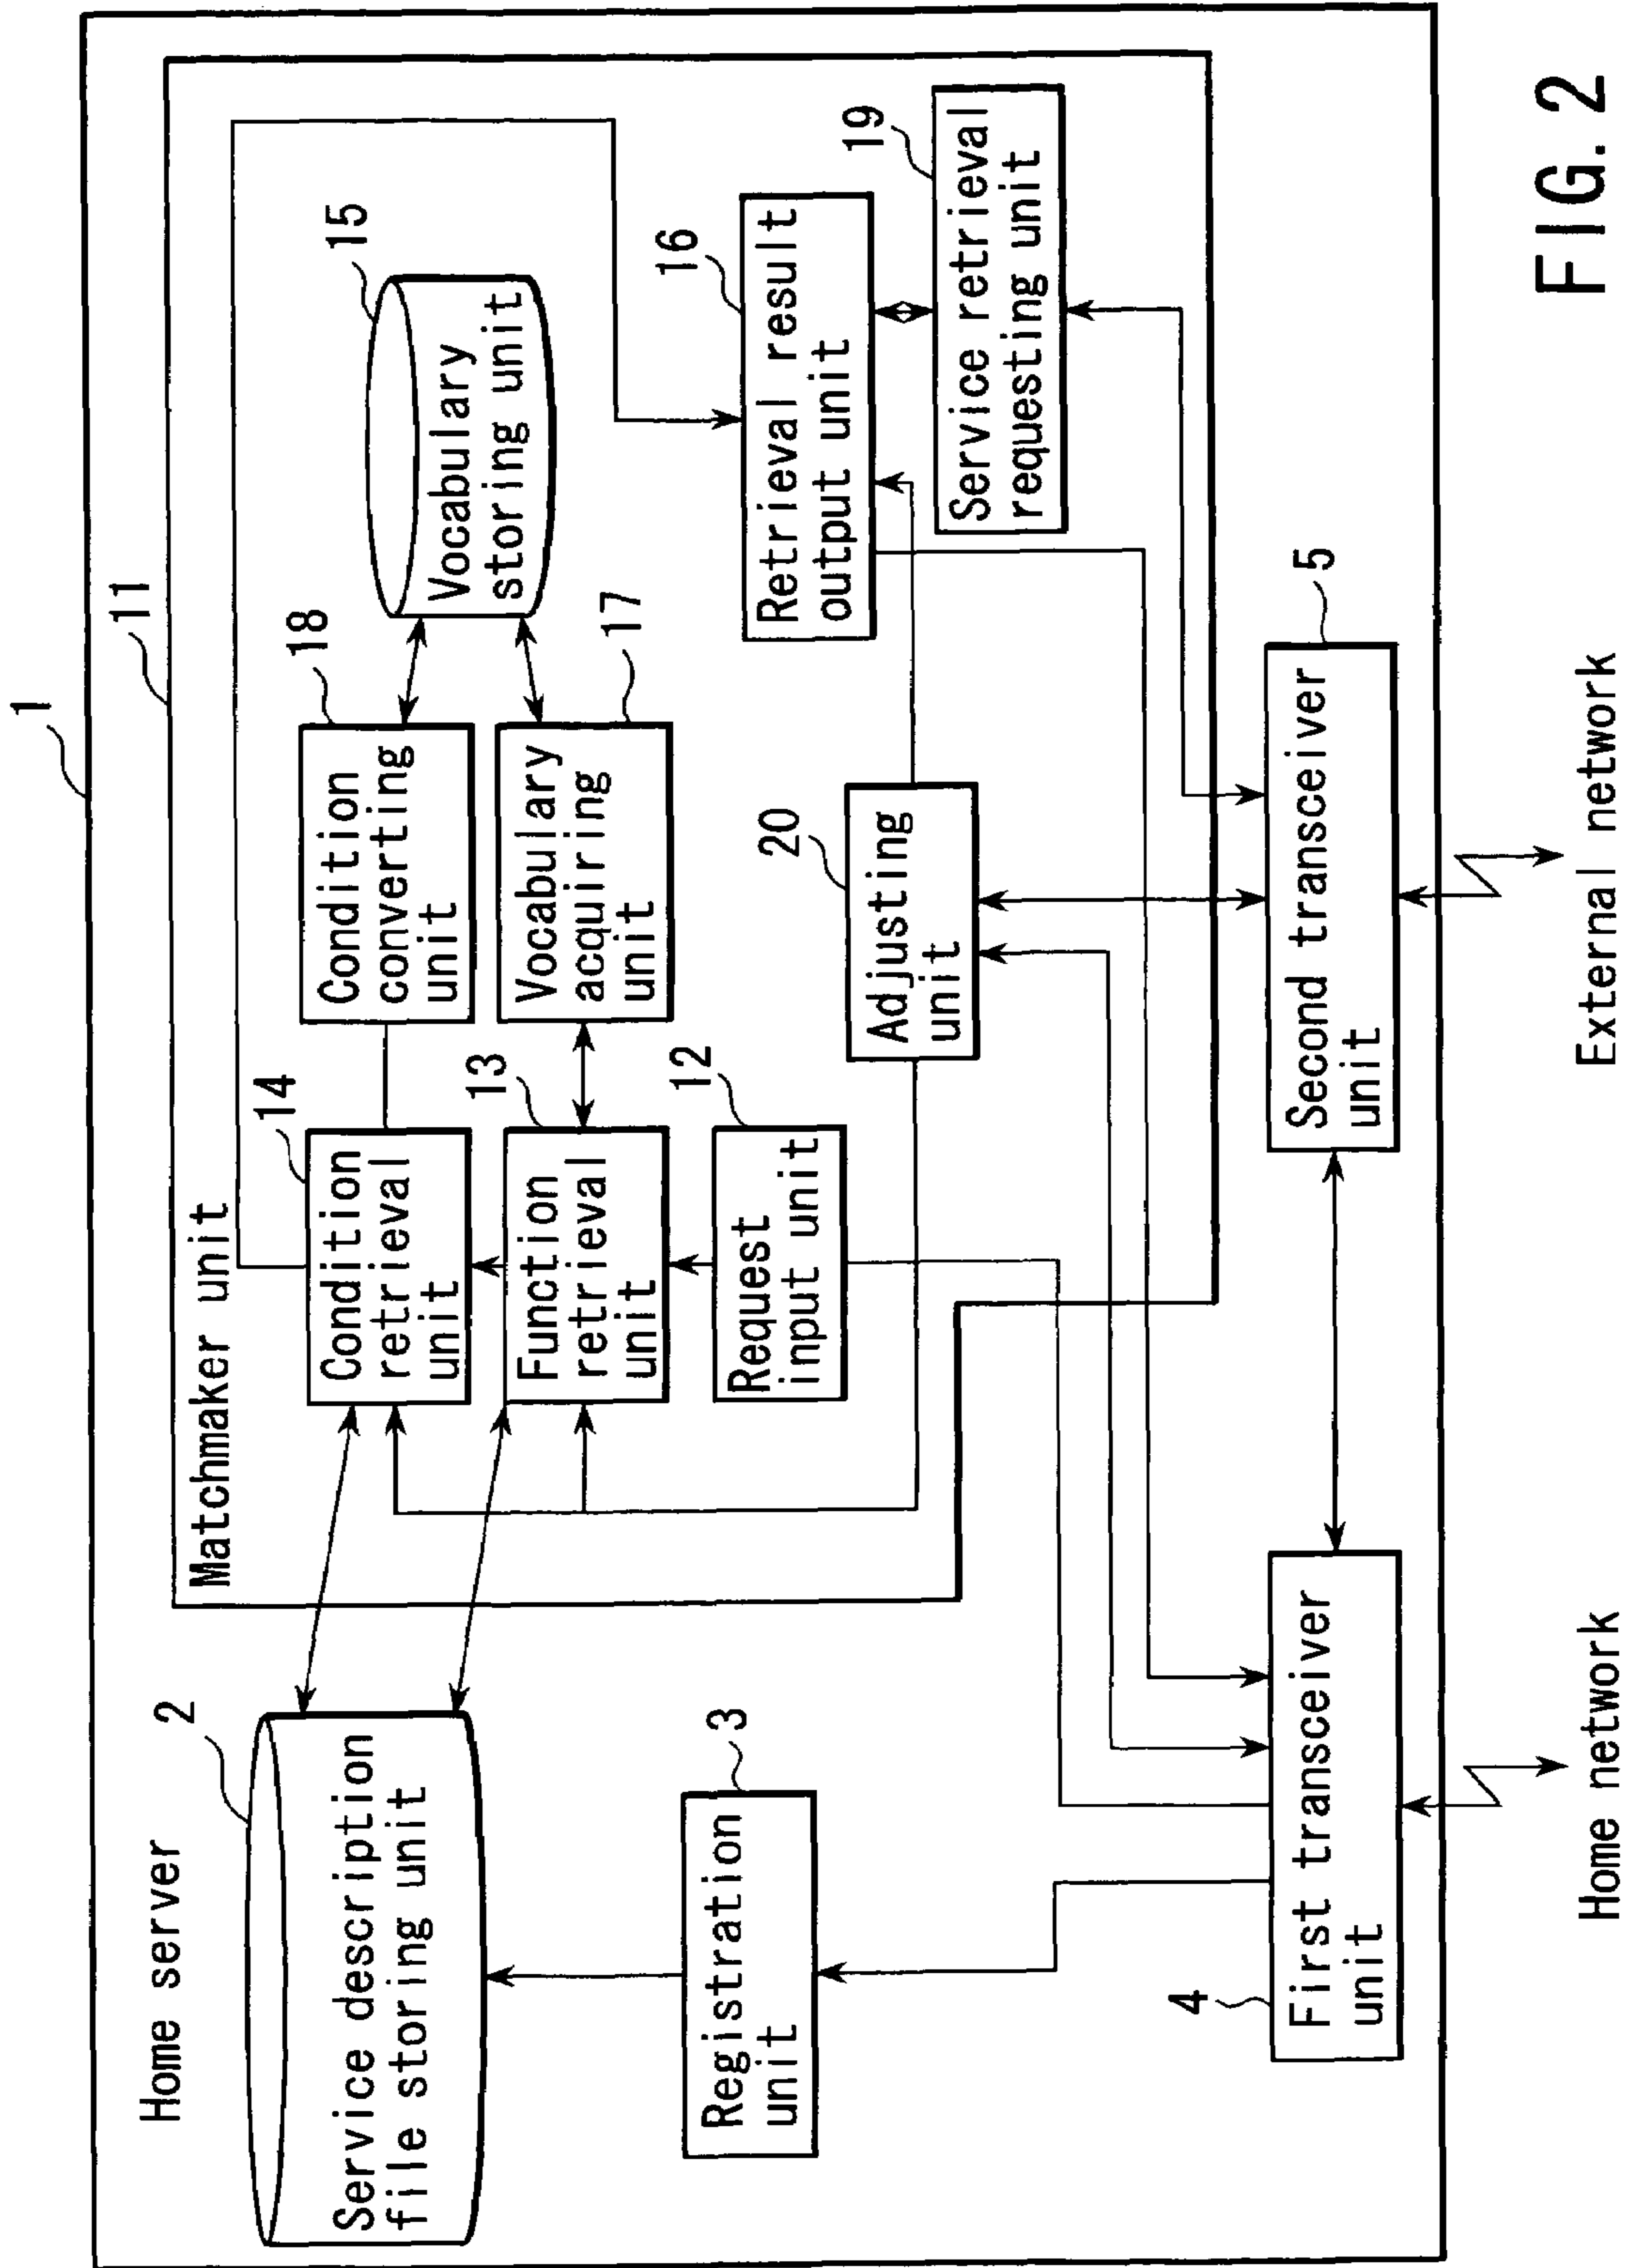 1
Home server
11
Matchmaker unit
2
Service description
file storing unit
14
Condition
retrieval
unit
18
Condition
converting
unit
15
Vocabulary
storing unit
13
Function
retrieval
unit
17
Vocabulary
acquiring
unit
3
Registration
unit
12
Request
input unit
20
Adjusting
unit
16
Retrieval result
output unit
19
Service retrieval
requesting unit
4
First transceiver
unit
5
Second transceiver
unit
Home network
External network
FIG. 2